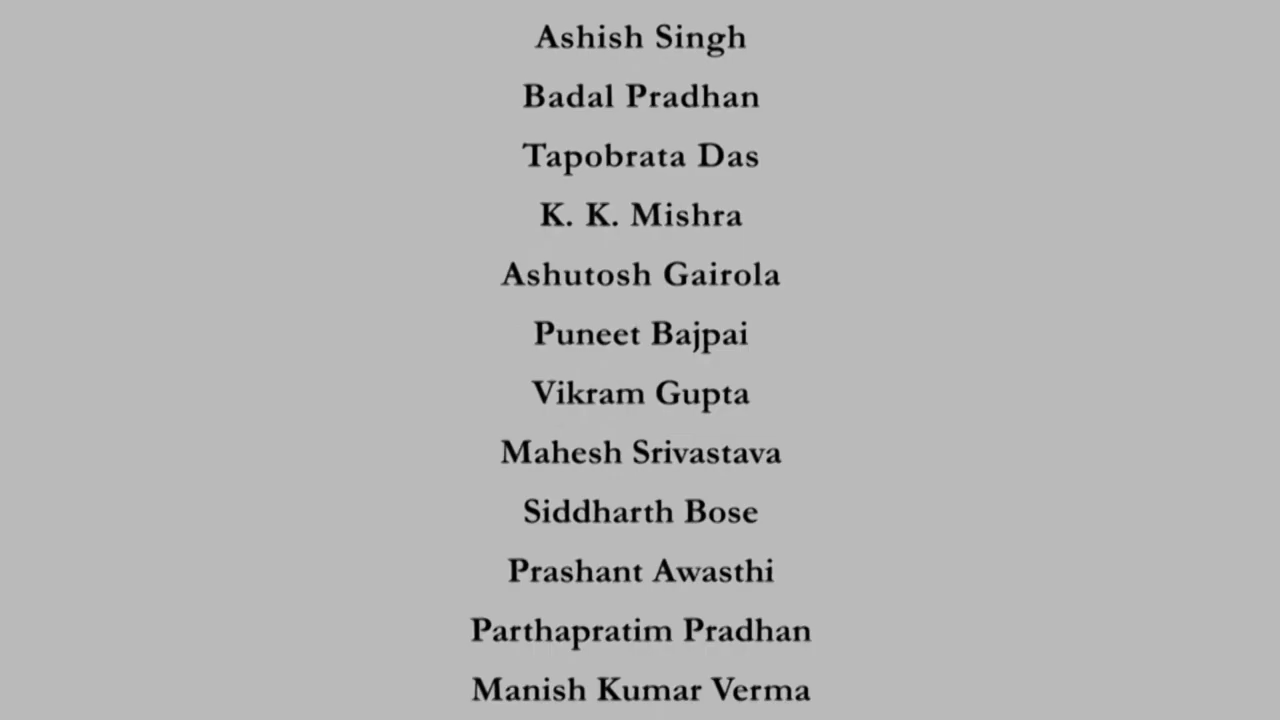 Ashish Singh
Badal Pradhan
Tapobrata Das
K. K. Mishra
Ashutosh Gairola
Puneet Bajpai
Vikram Gupta
Mahesh Srivastava
Siddharth Bose
Prashant Awasthi
Parthapratim Pradhan
Manish Kumar Verma